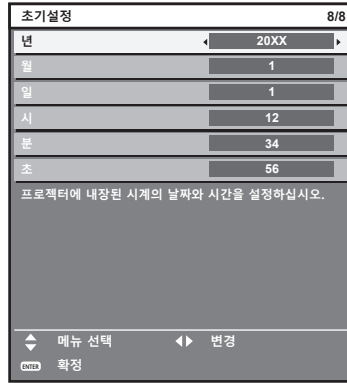 초기설정 8/8
년 20XX
월 1
일 1
시 12
분 34
초 56
프로젝터에 내장된 시계의 날짜와 시간을 설정하십시오.
메뉴 선택 변경
ENTER 확정